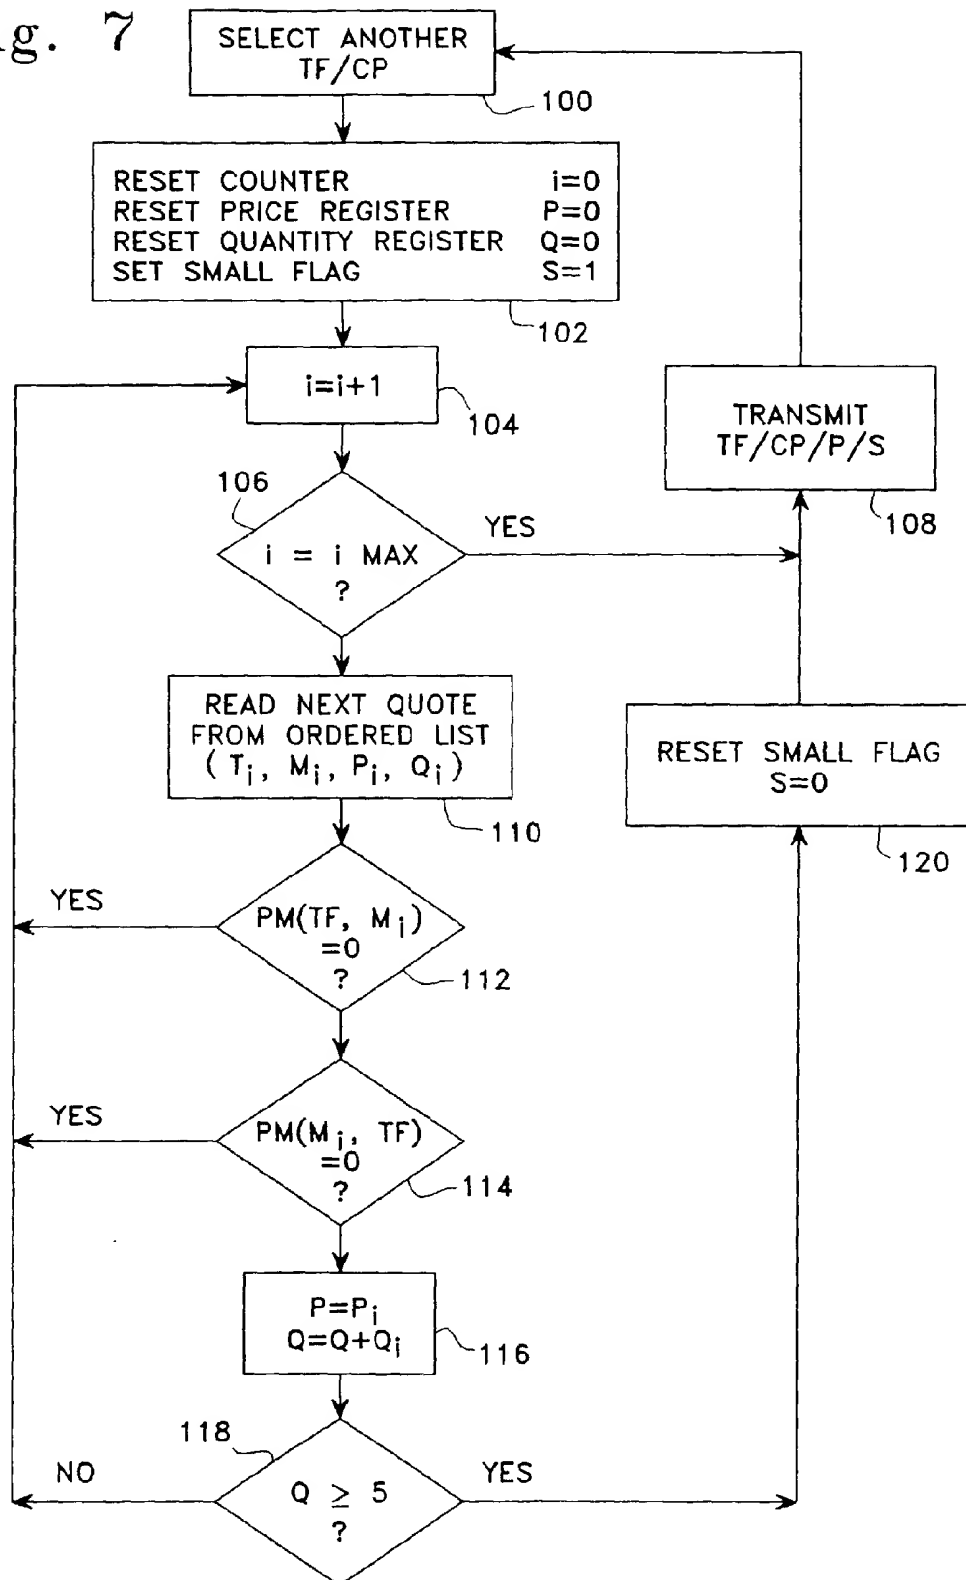 g. 7
SELECT ANOTHER
TF/CP
100
RESET COUNTER i=0
RESET PRICE REGISTER P=0
RESET QUANTITY REGISTER Q=0
SET SMALL FLAG S=1
102
i=i+1
104
TRANSMIT
TF/CP/P/S
108
106
YES
i = i MAX
?
READ NEXT QUOTE
FROM ORDERED LIST
( Tᵢ, Mᵢ, Pᵢ, Qᵢ )
110
RESET SMALL FLAG
S=0
120
YES
PM(TF, Mᵢ)
=0
?
112
YES
PM(Mᵢ, TF)
=0
?
114
P=Pᵢ
Q=Q+Qᵢ
116
118
NO
Q ≥ 5
?
YES